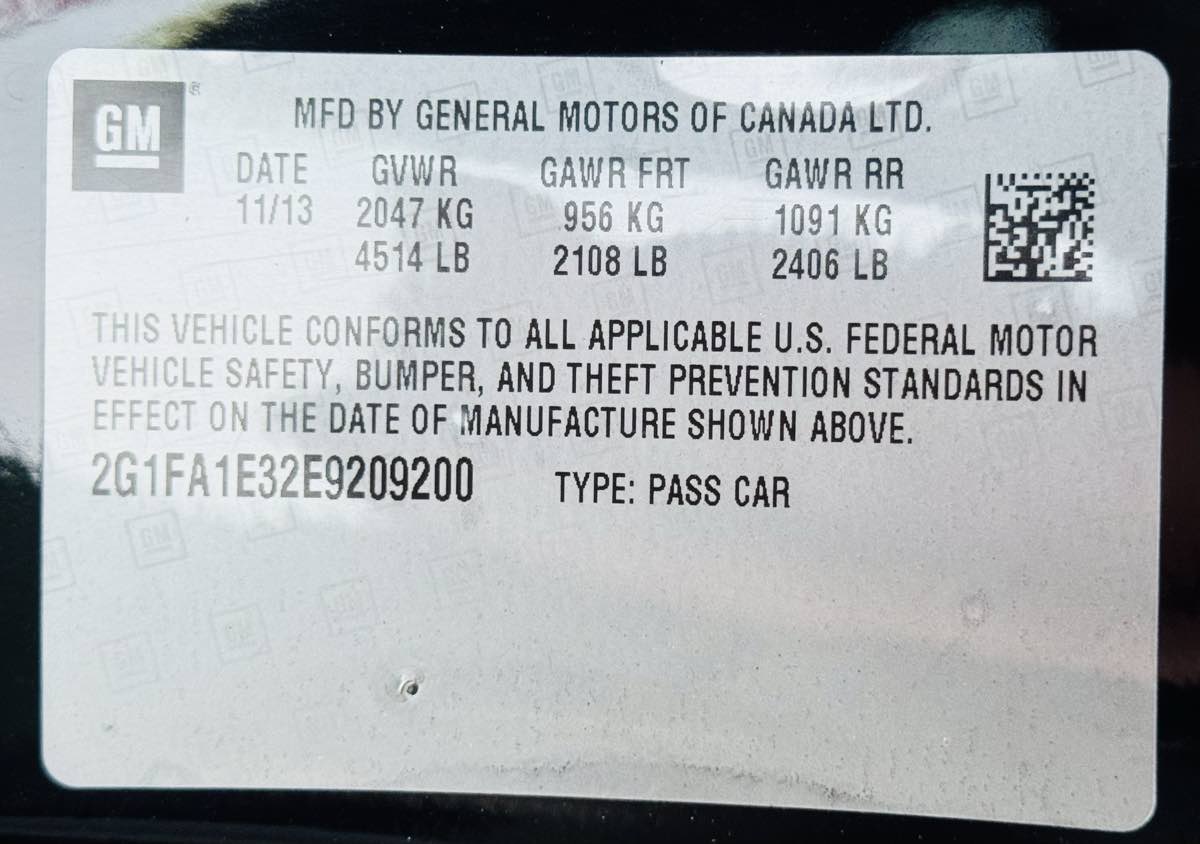 GM
MFD BY GENERAL MOTORS OF CANADA LTD.
DATE GVWR GAWR FRT GAWR RR
11/13 2047 KG 956 KG 1091 KG
4514 LB 2108 LB 2406 LB
THIS VEHICLE CONFORMS TO ALL APPLICABLE U.S. FEDERAL MOTOR
VEHICLE SAFETY, BUMPER, AND THEFT PREVENTION STANDARDS IN
EFFECT ON THE DATE OF MANUFACTURE SHOWN ABOVE.
2G1FA1E32E9209200 TYPE: PASS CAR